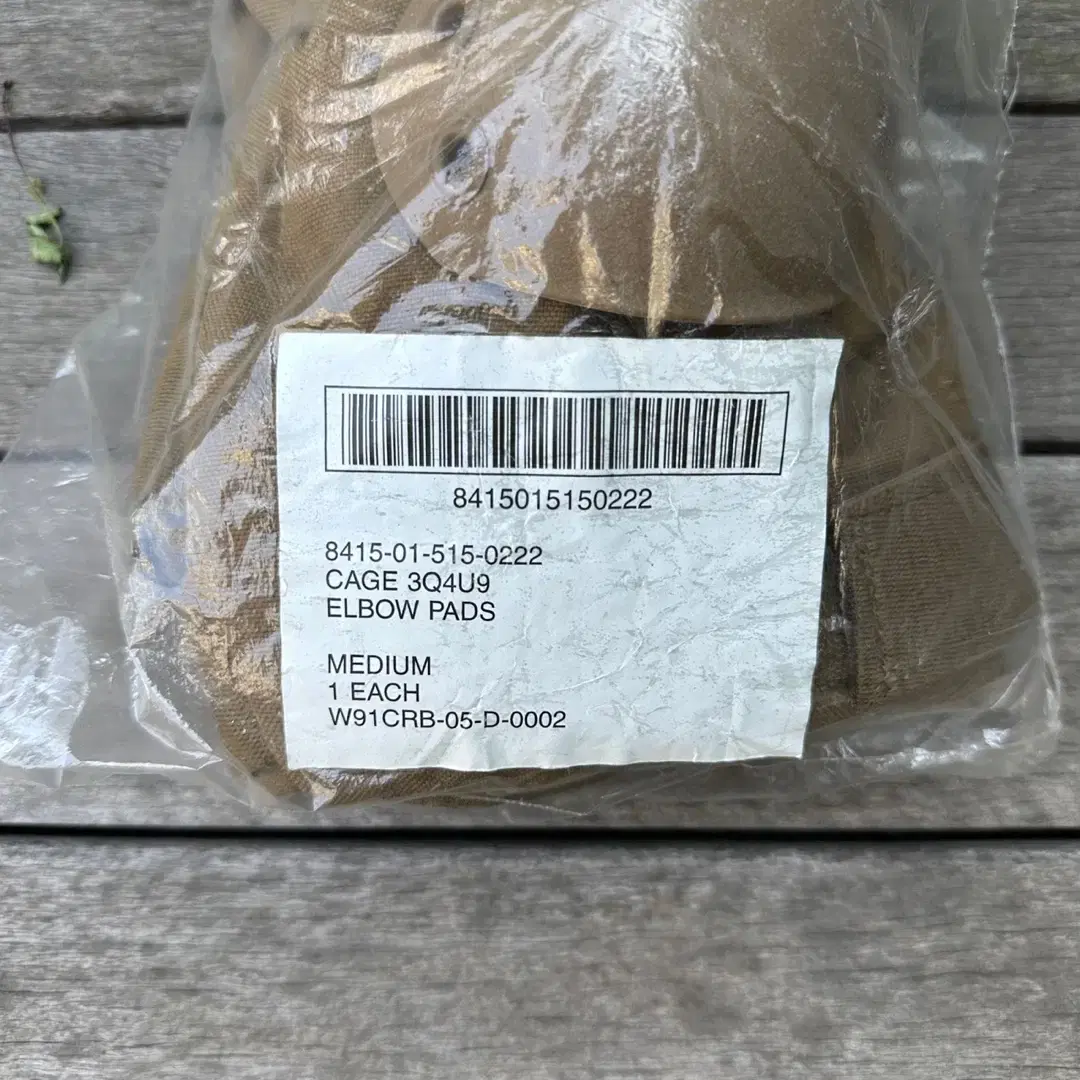 8415015150222
8415-01-515-0222
CAGE 3Q4U9
ELBOW PADS
MEDIUM
1 EACH
W91CRB-05-D-0002